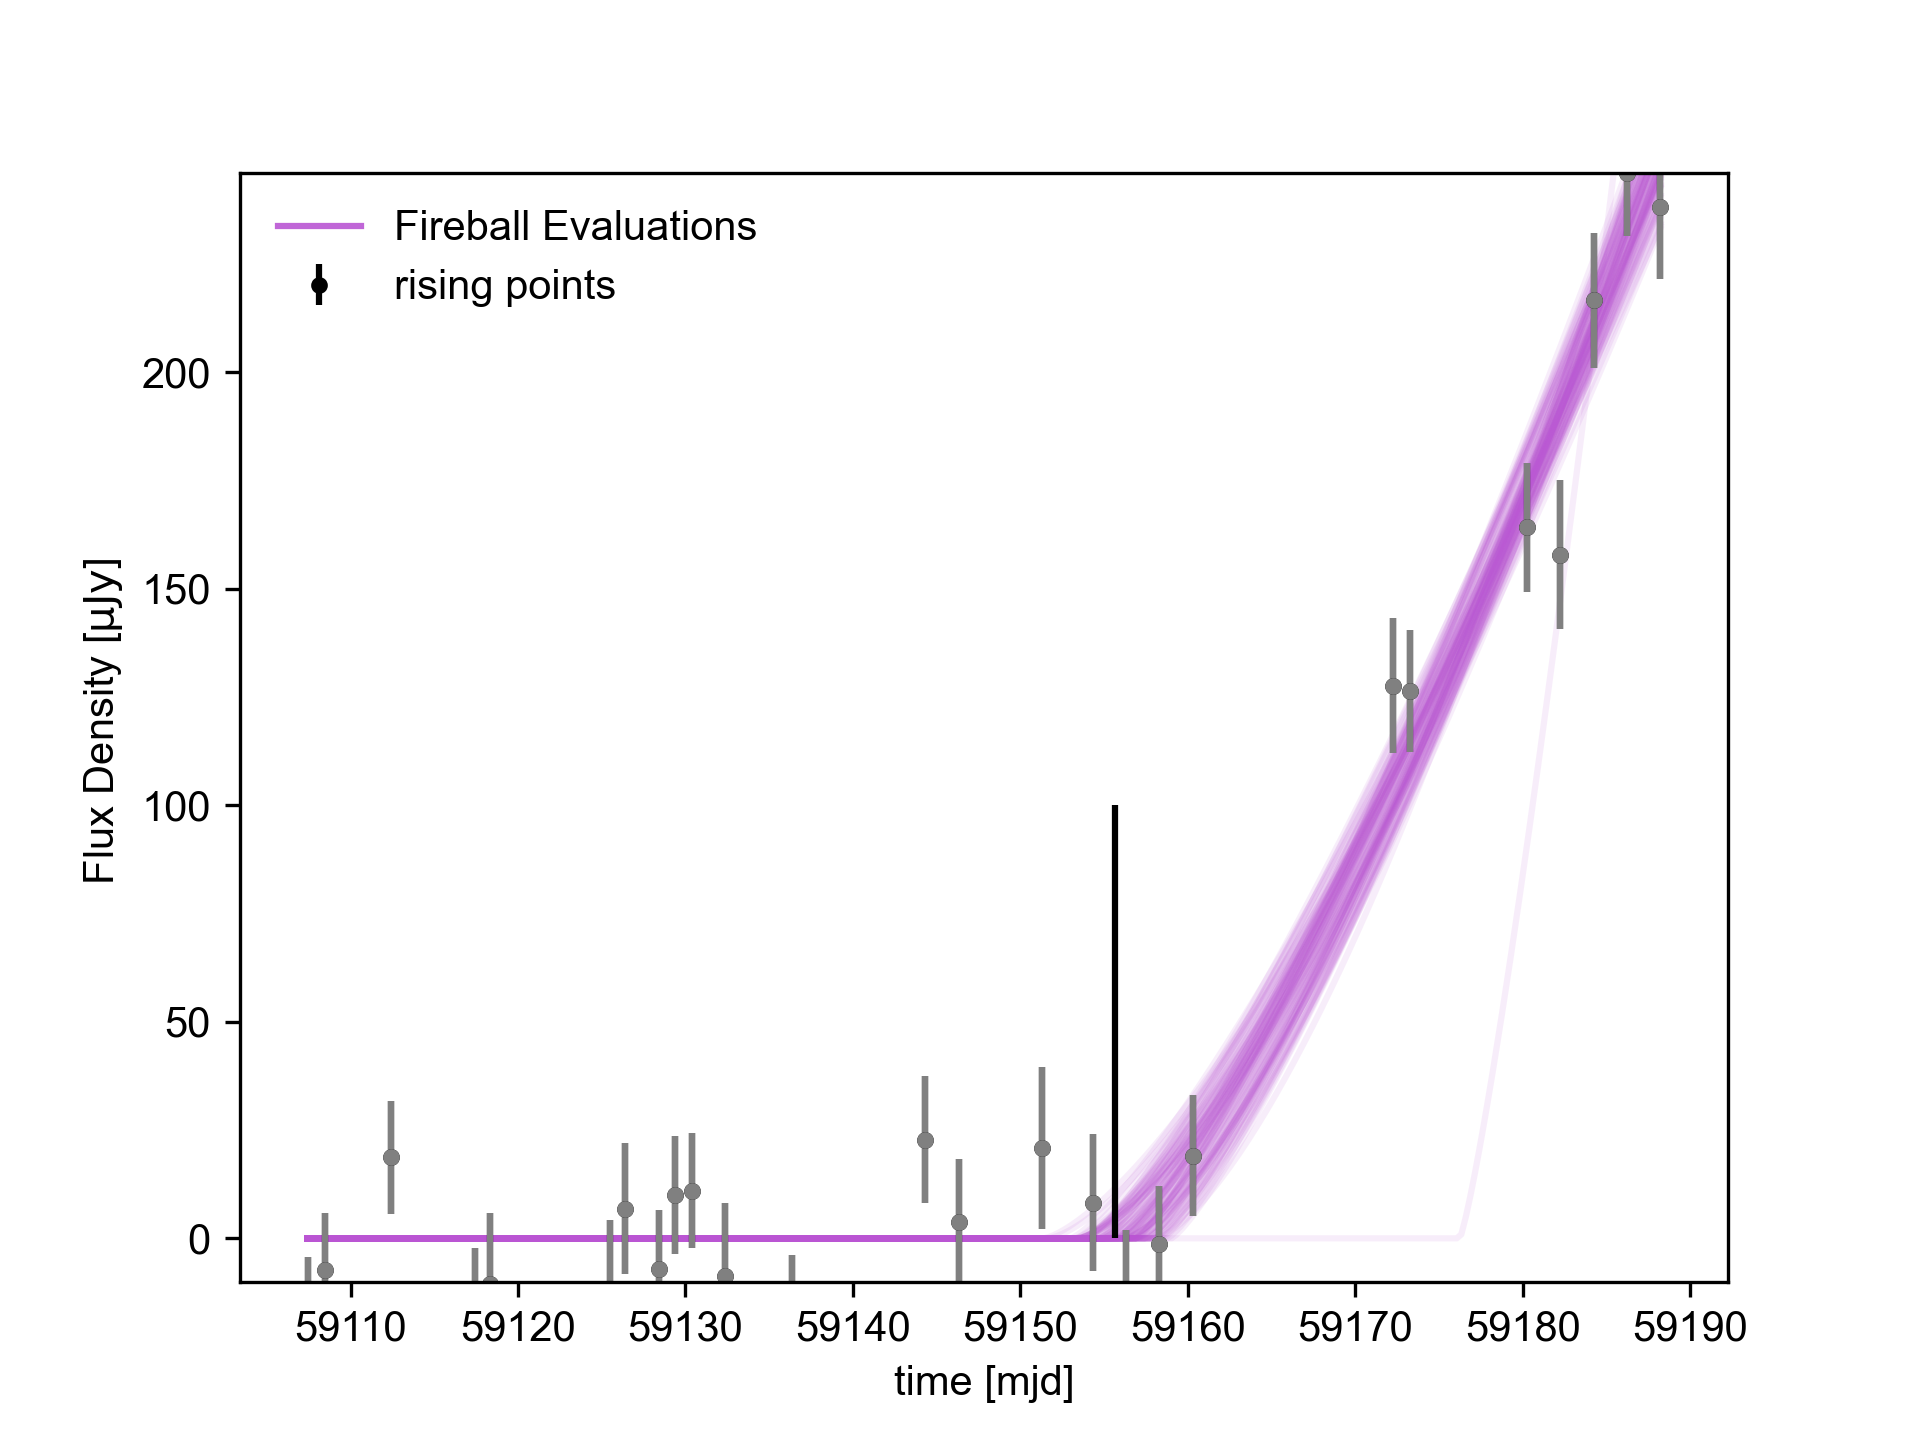 Fireball Evaluations
rising points
200
150
100
50
0
Flux Density [µJy]
59110 59120 59130 59140 59150 59160 59170 59180 59190
time [mjd]